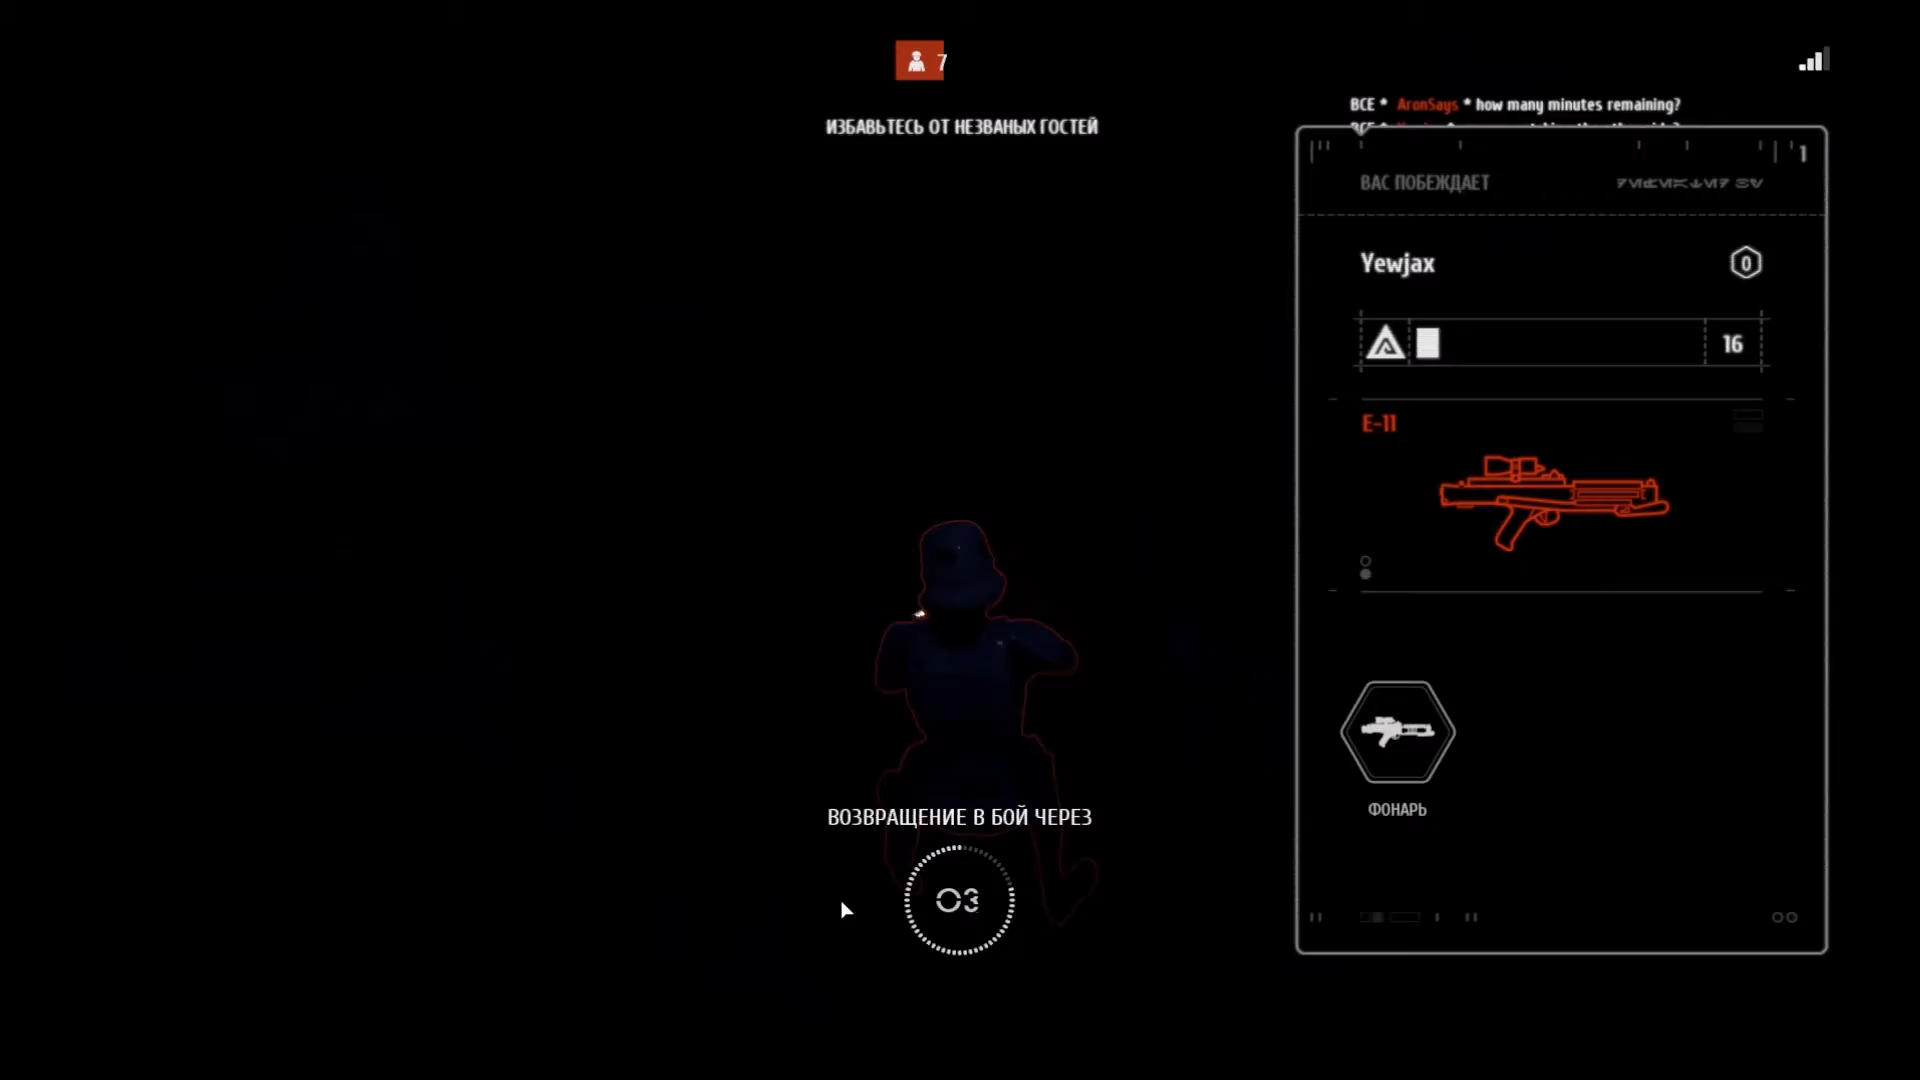 7
ИЗБАВЬТЕСЬ ОТ НЕЗВАНЫХ ГОСТЕЙ
ВСЕ * AronSays * how many minutes remaining?
1
ВАС ПОБЕЖДАЕТ
Yewjax
0
16
E-11
ФОНАРЬ
ВОЗВРАЩЕНИЕ В БОЙ ЧЕРЕЗ
03